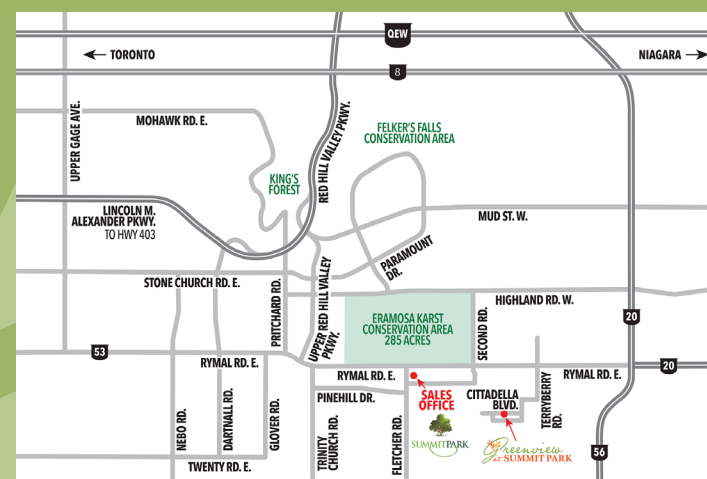 QEW
← TORONTO
NIAGARA →
8
UPPER GAGE AVE.
MOHAWK RD. E.
RED HILL VALLEY PKWY.
FELKER'S FALLS
CONSERVATION AREA
KING'S
FOREST
LINCOLN M.
ALEXANDER PKWY.
TO HWY 403
MUD ST. W.
PARAMOUNT
DR.
STONE CHURCH RD. E.
PRITCHARD RD.
UPPER RED HILL VALLEY
PKWY.
HIGHLAND RD. W.
ERAMOSA KARST
CONSERVATION AREA
285 ACRES
SECOND RD.
20
53
RYMAL RD. E.
RYMAL RD. E.
RYMAL RD. E.
20
NEBO RD.
DARTNALL RD.
GLOVER RD.
PINEHILL DR.
TRINITY
CHURCH RD.
FLETCHER RD.
SALES
OFFICE
CITTADELLA
BLVD.
TERRYBERRY
RD.
SUMMITPARK
Greenview
at SUMMIT PARK
TWENTY RD. E.
56